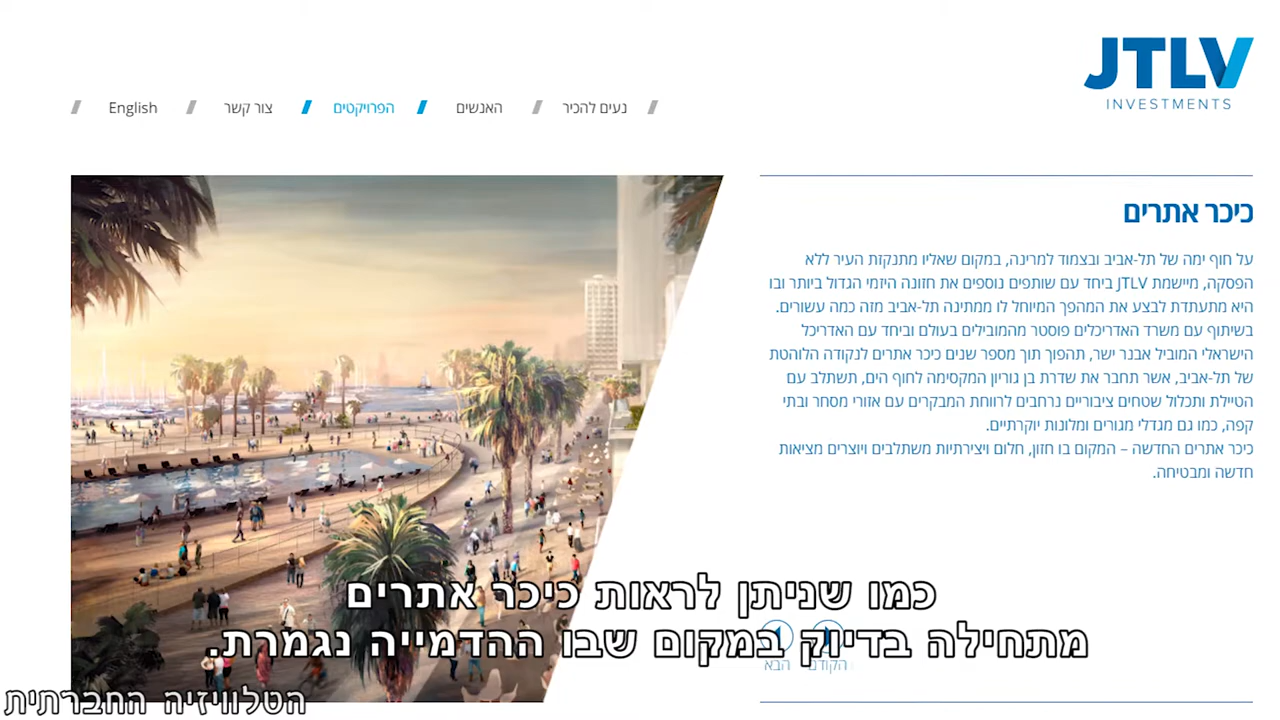 JTLV
INVESTMENTS
נעים להכיר
האנשים
הפרויקטים
צור קשר
English
כיכר אתרים
על חוף ימה של תל-אביב ובצמוד למרינה, במקום שאליו מתנקזת העיר ללא
הפסקה, מיישמת JTLV ביחד עם שותפים נוספים את חזונה היזמי הגדול ביותר ובו
היא מתעתדת לבצע את המהפך המיוחל לו ממתינה תל-אביב מזה כמה עשורים.
בשיתוף עם משרד האדריכלים פוסטר מהמובילים בעולם וביחד עם האדריכל
הישראלי המוביל אבנר ישר, תהפוך תוך מספר שנים כיכר אתרים לנקודה הלוהטת
של תל-אביב, אשר תחבר את שדרת בן גוריון המקסימה לחוף הים, תשתלב עם
הטיילת ותכלול שטחים ציבוריים נרחבים לרווחת המבקרים עם אזורי מסחר ובתי
קפה, כמו גם מגדלי מגורים ומלונות יוקרתיים.
כיכר אתרים החדשה – המקום בו חזון, חלום ויצירתיות משתלבים ויוצרים מציאות
חדשה ומבטיחה.
כמו שניתן לראות כיכר אתרים
מתחילה בדיוק במקום שבו ההדמייה נגמרת.
הקודם
הבא
הטלוויזיה החברתית